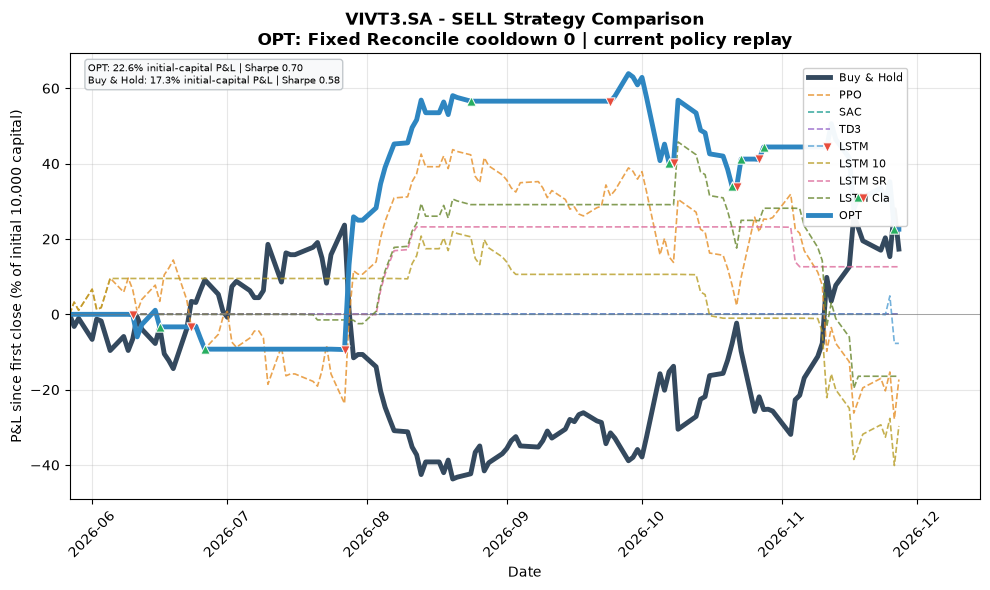 VIVT3.SA - SELL Strategy Comparison
OPT: Fixed Reconcile cooldown 0 | current policy replay
OPT: 22.6% initial-capital P&L | Sharpe 0.70
Buy & Hold: 17.3% initial-capital P&L | Sharpe 0.58
Buy & Hold
PPO
SAC
TD3
LSTM
LSTM 10
LSTM SR
LSTM Cla
OPT
P&L since first close (% of initial 10,000 capital)
60
40
20
0
−20
−40
2026-06
2026-07
2026-08
2026-09
2026-10
2026-11
2026-12
Date